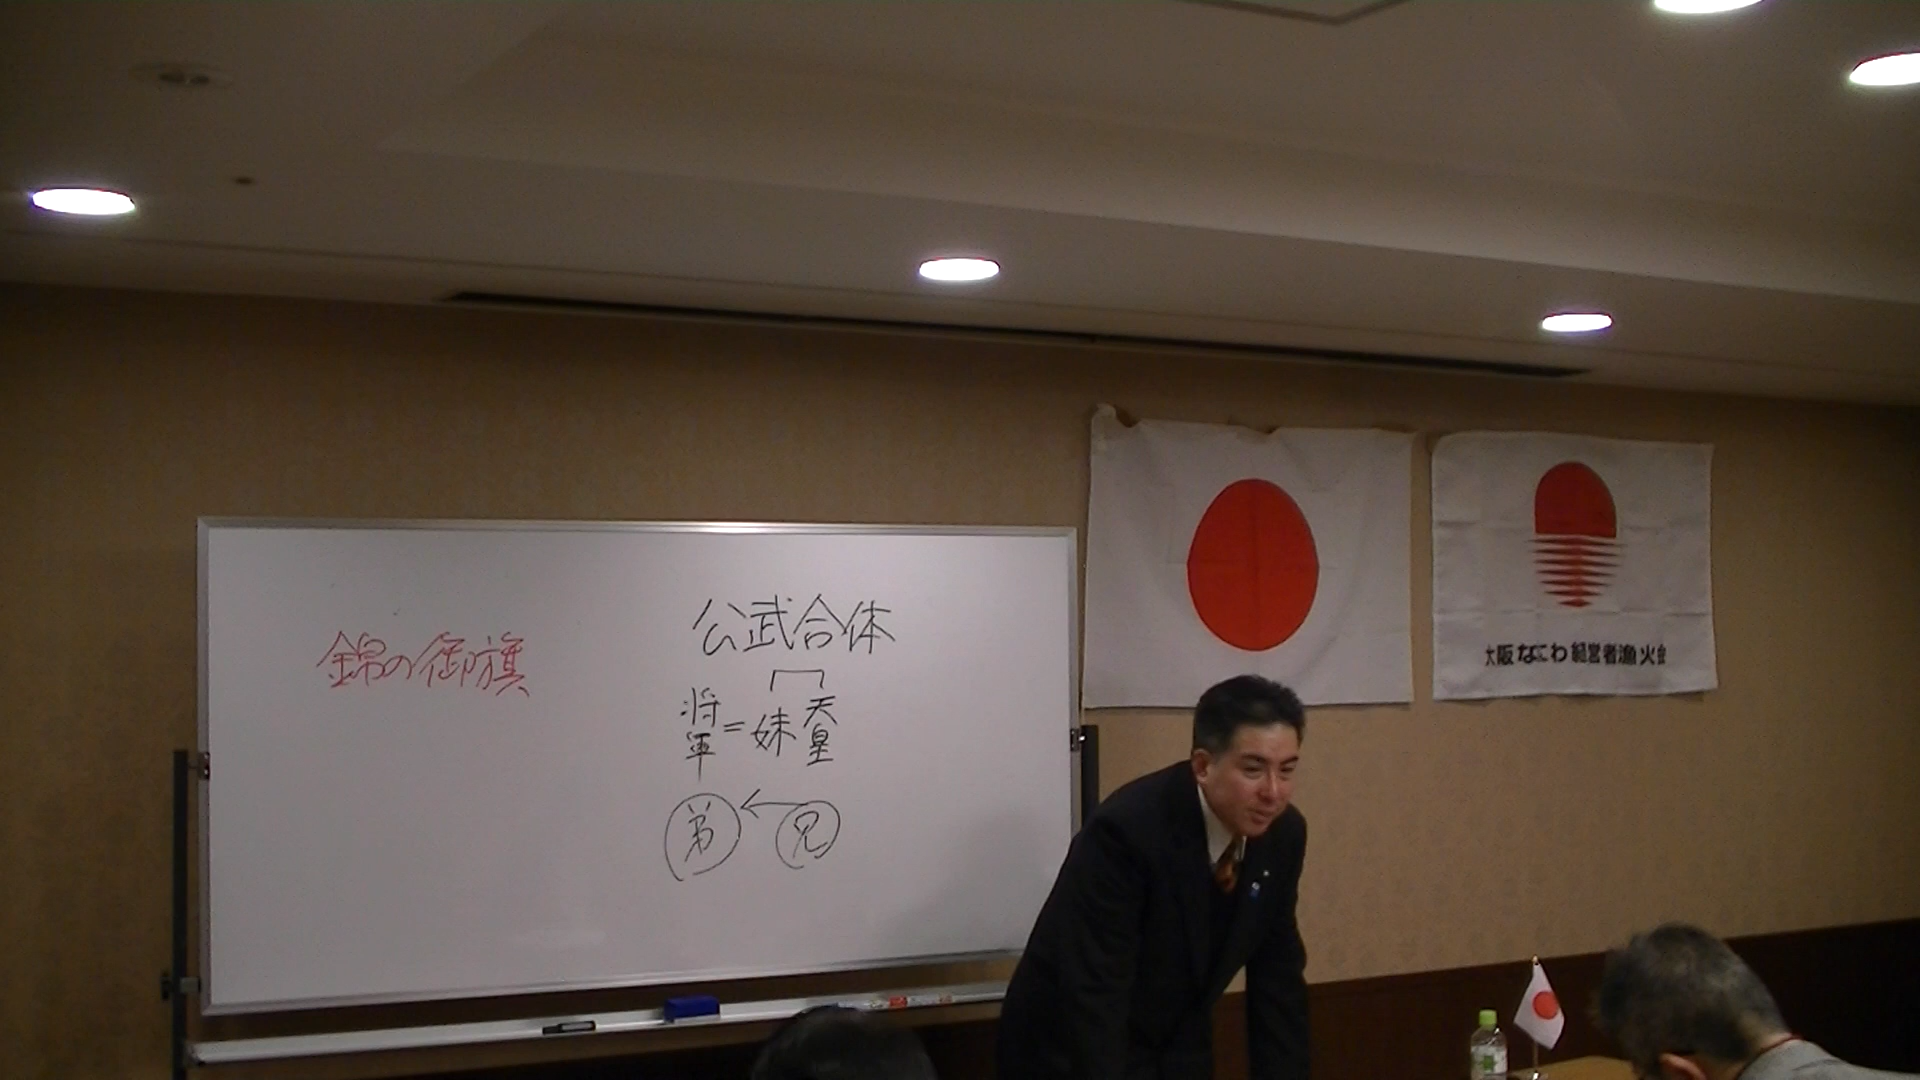 錦の御旗
公武合体
将軍=妹 天皇
弟←兄
大阪なにわ経営者漁火会